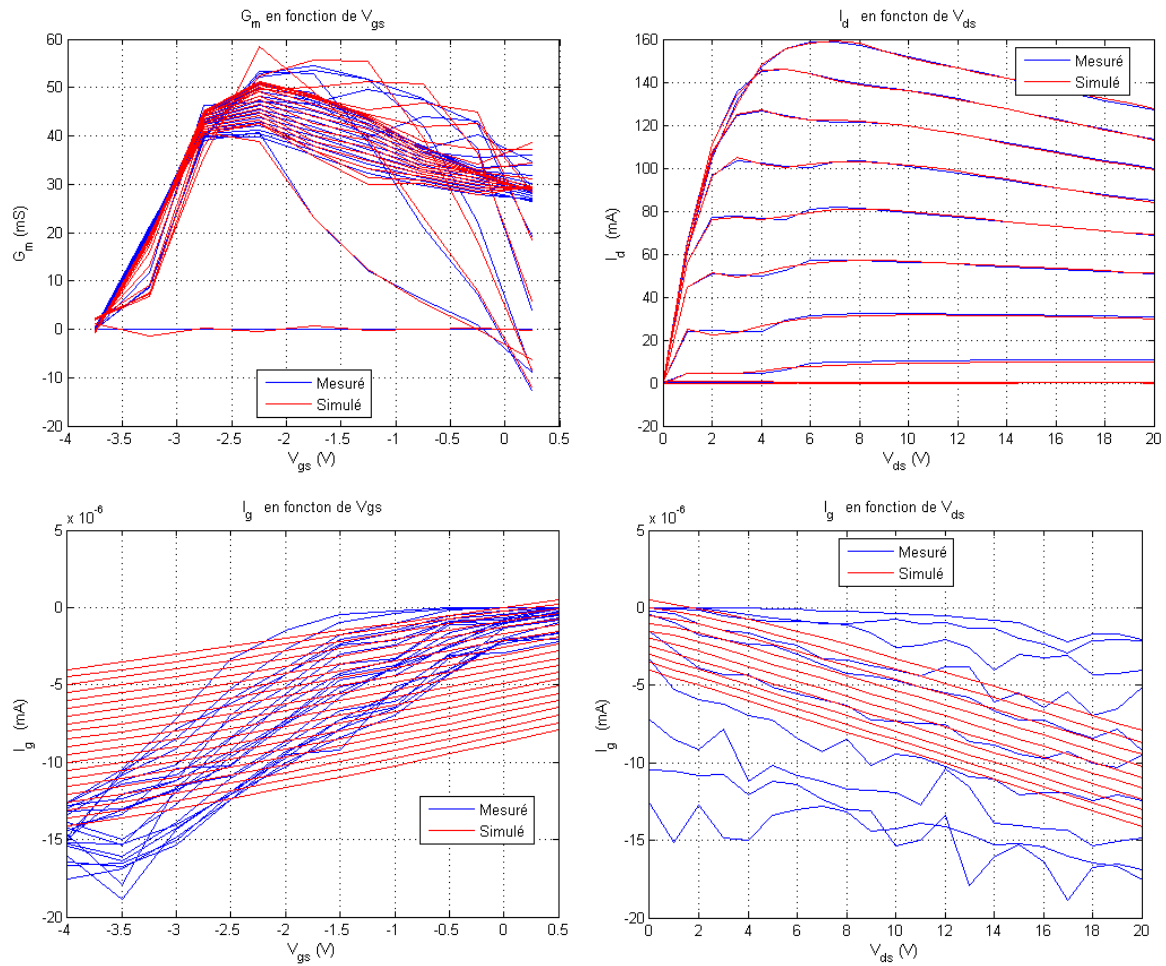 G_m en fonction de V_gs
60
50
40
30
20
10
0
-10
-20
G_m (mS)
-4 -3.5 -3 -2.5 -2 -1.5 -1 -0.5 0 0.5
V_gs (V)
Mesuré
Simulé
I_d en foncton de V_ds
160
140
120
100
80
60
40
20
0
-20
I_d (mA)
0 2 4 6 8 10 12 14 16 18 20
V_ds (V)
Mesuré
Simulé
I_g en foncton de Vgs
x 10^-6
5
0
-5
-10
-15
-20
I_g (mA)
-4 -3.5 -3 -2.5 -2 -1.5 -1 -0.5 0 0.5
V_gs (V)
Mesuré
Simulé
I_g en fonction de V_ds
x 10^-6
5
0
-5
-10
-15
-20
I_g (mA)
0 2 4 6 8 10 12 14 16 18 20
V_ds (V)
Mesuré
Simulé